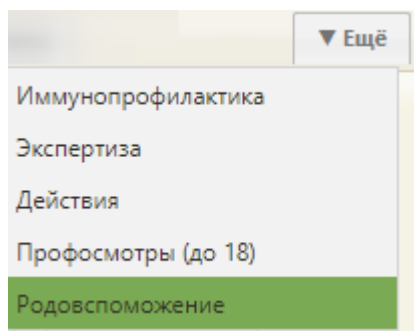 ▼ Ещё
Иммунопрофилактика
Экспертиза
Действия
Профосмотры (до 18)
Родовспоможение